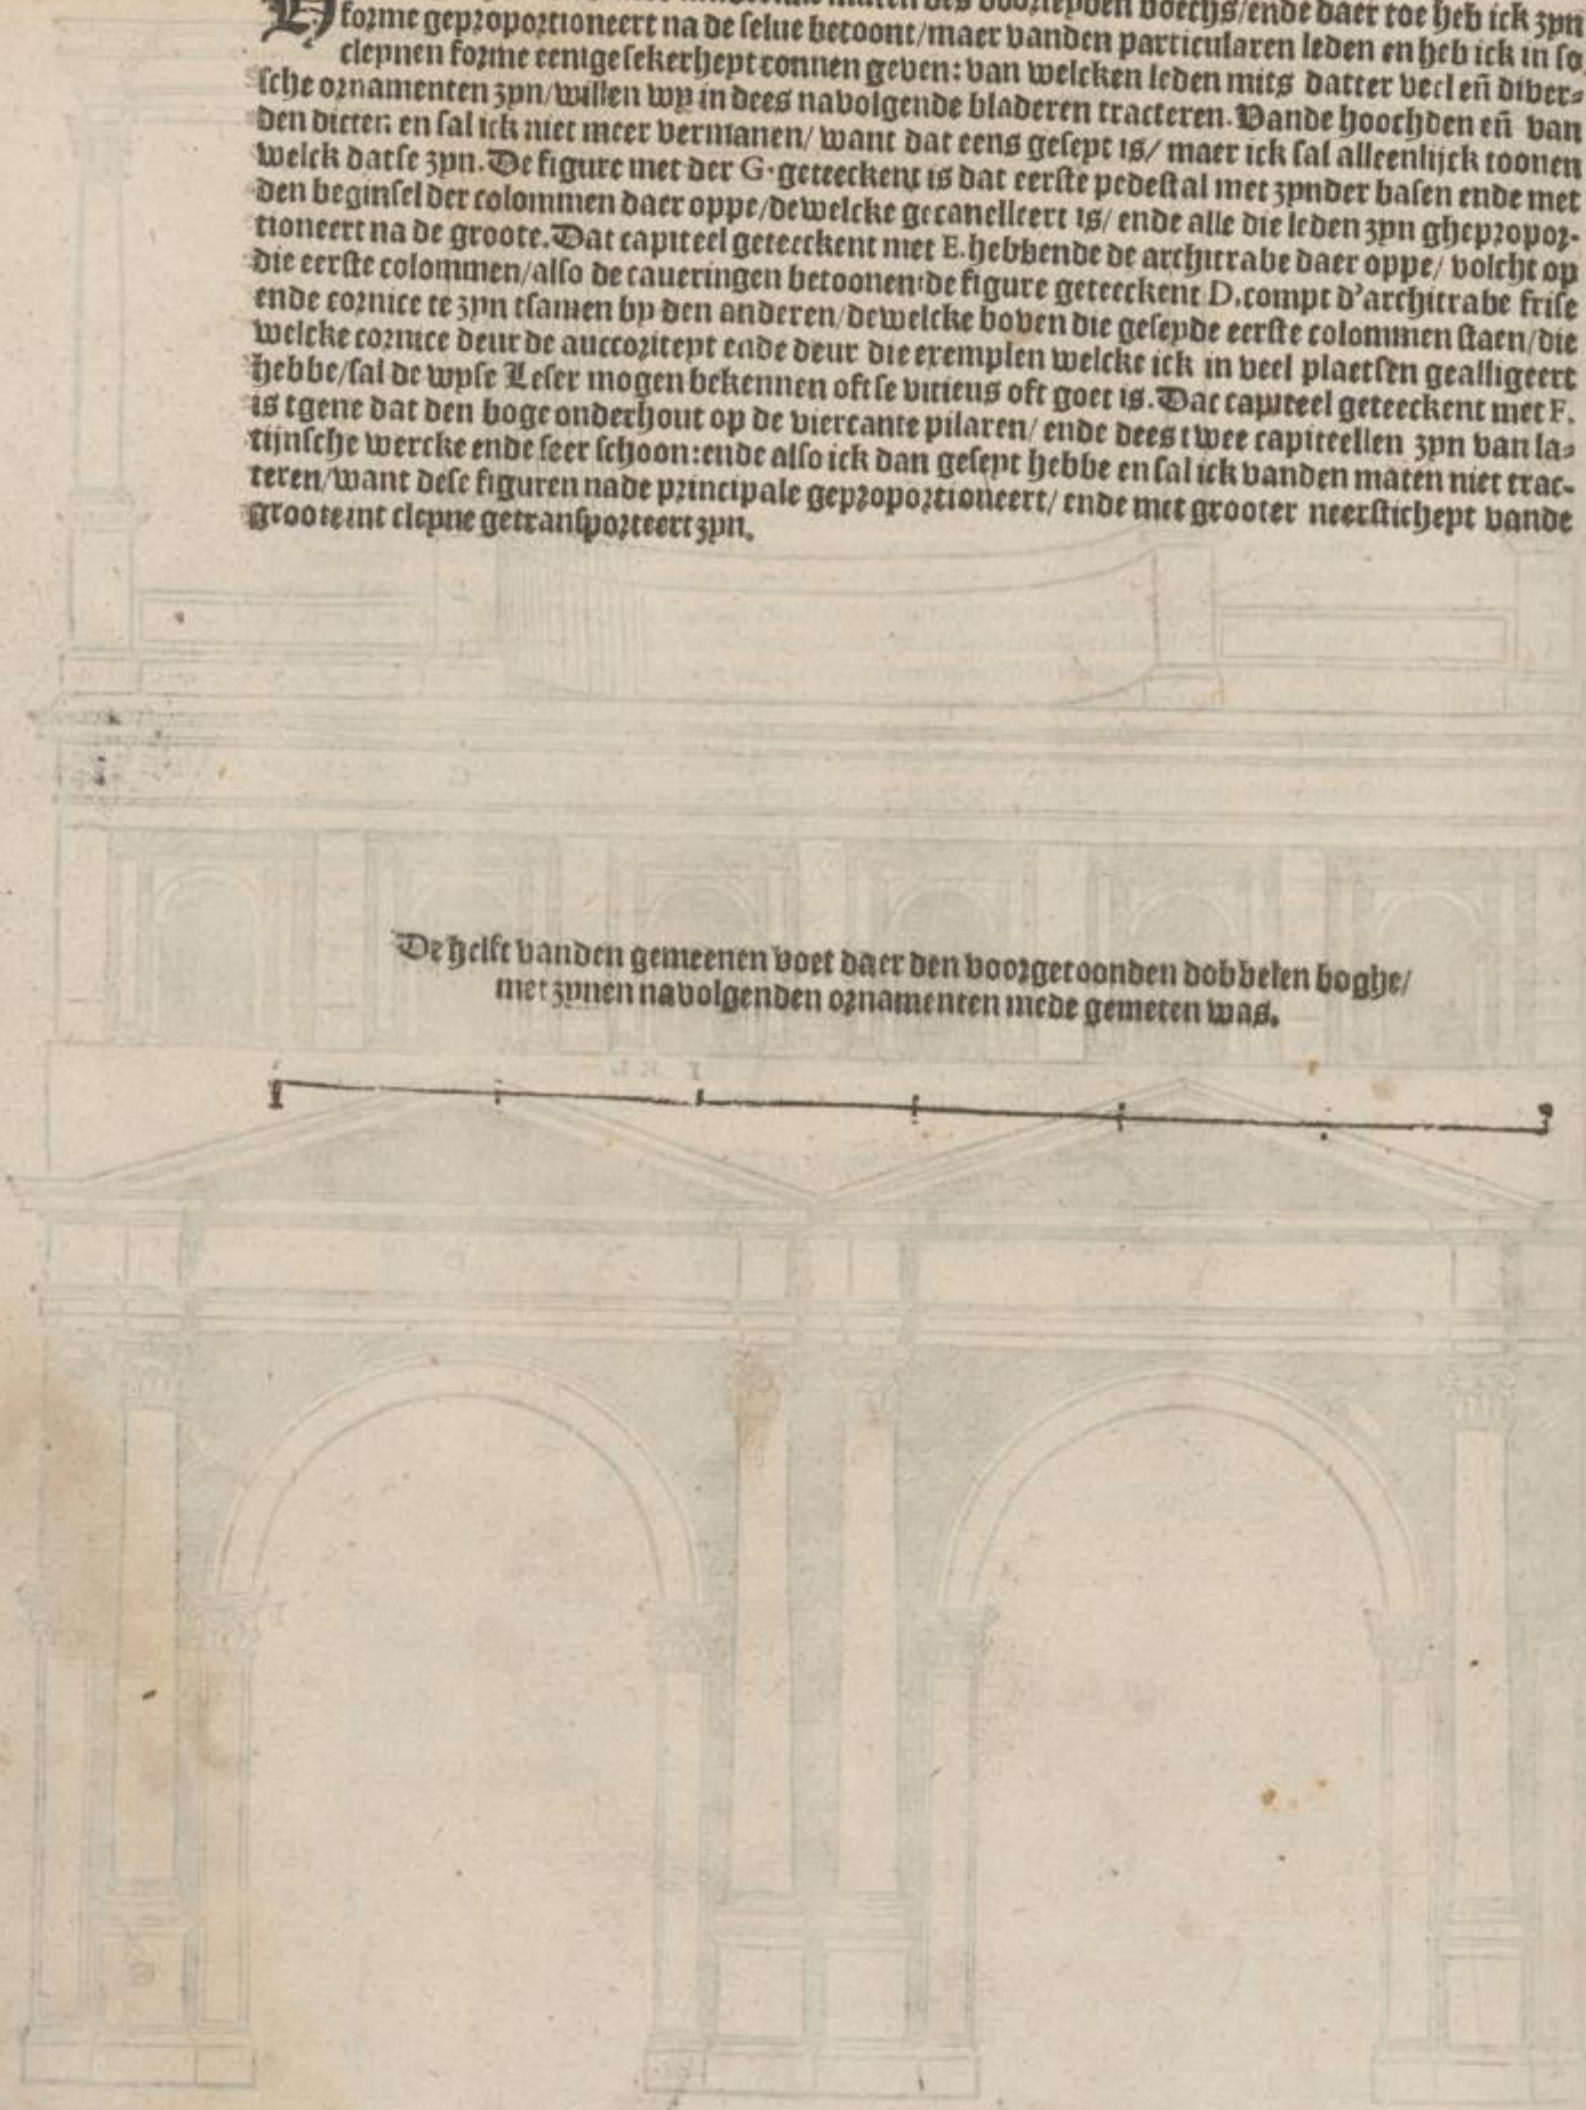 des voorleyden boechs/ende daer toe heb ick zyn
forme geproportioneert na de selue betoont/maer vanden particularen leden en heb ick in so
cleynen forme eenige sekerheyt connen geven: van welcken leden mits datter veel eñ diver⸗
sche ornamenten zyn/willen wy in dees navolgende bladeren tracteren. Vande hoochden eñ van
den dicten en sal ick niet meer vermanen/ want dat eens geseyt is/ maer ick sal alleenlijck toonen
welck datse zyn. De figure met der G. geteeckent is dat eerste pedestal met zynder basen ende met
den beginsel der colommen daer oppe/dewelcke gecanelleert is/ ende alle die leden zyn ghepropor-
tioneert na de groote. Dat capiteel geteeckent met E. hebbende de architrabe daer oppe/ volcht op
die eerste colommen/also de caueringen betoonen: de figure geteeckent D. compt d'architrabe frise
ende cornice te zyn tsamen by den anderen/dewelcke boven die geseyde eerste colommen staen/die
welcke cornice deur de auccoriteyt ende deur die exemplen welcke ick in veel plaetsen gealligeert
hebbe/sal de wyse Leser mogen bekennen oftse vitieus oft goet is. Dat capiteel geteeckent met F.
is tgene dat den boge onderhout op de viercante pilaren/ ende dees twee capiteellen zyn van la⸗
tijnsche wercke ende seer schoon: ende also ick dan geseyt hebbe en sal ick vanden maten niet trac-
teren/want dese figuren nade principale geproportioneert/ ende met grooter neersticheyt vande
groote int cleyne getransporteert zyn.
De helft vanden gemeenen voet daer den voorgetoonden dobbelen boghe/
met zynen navolgenden ornamenten mede gemeten was.